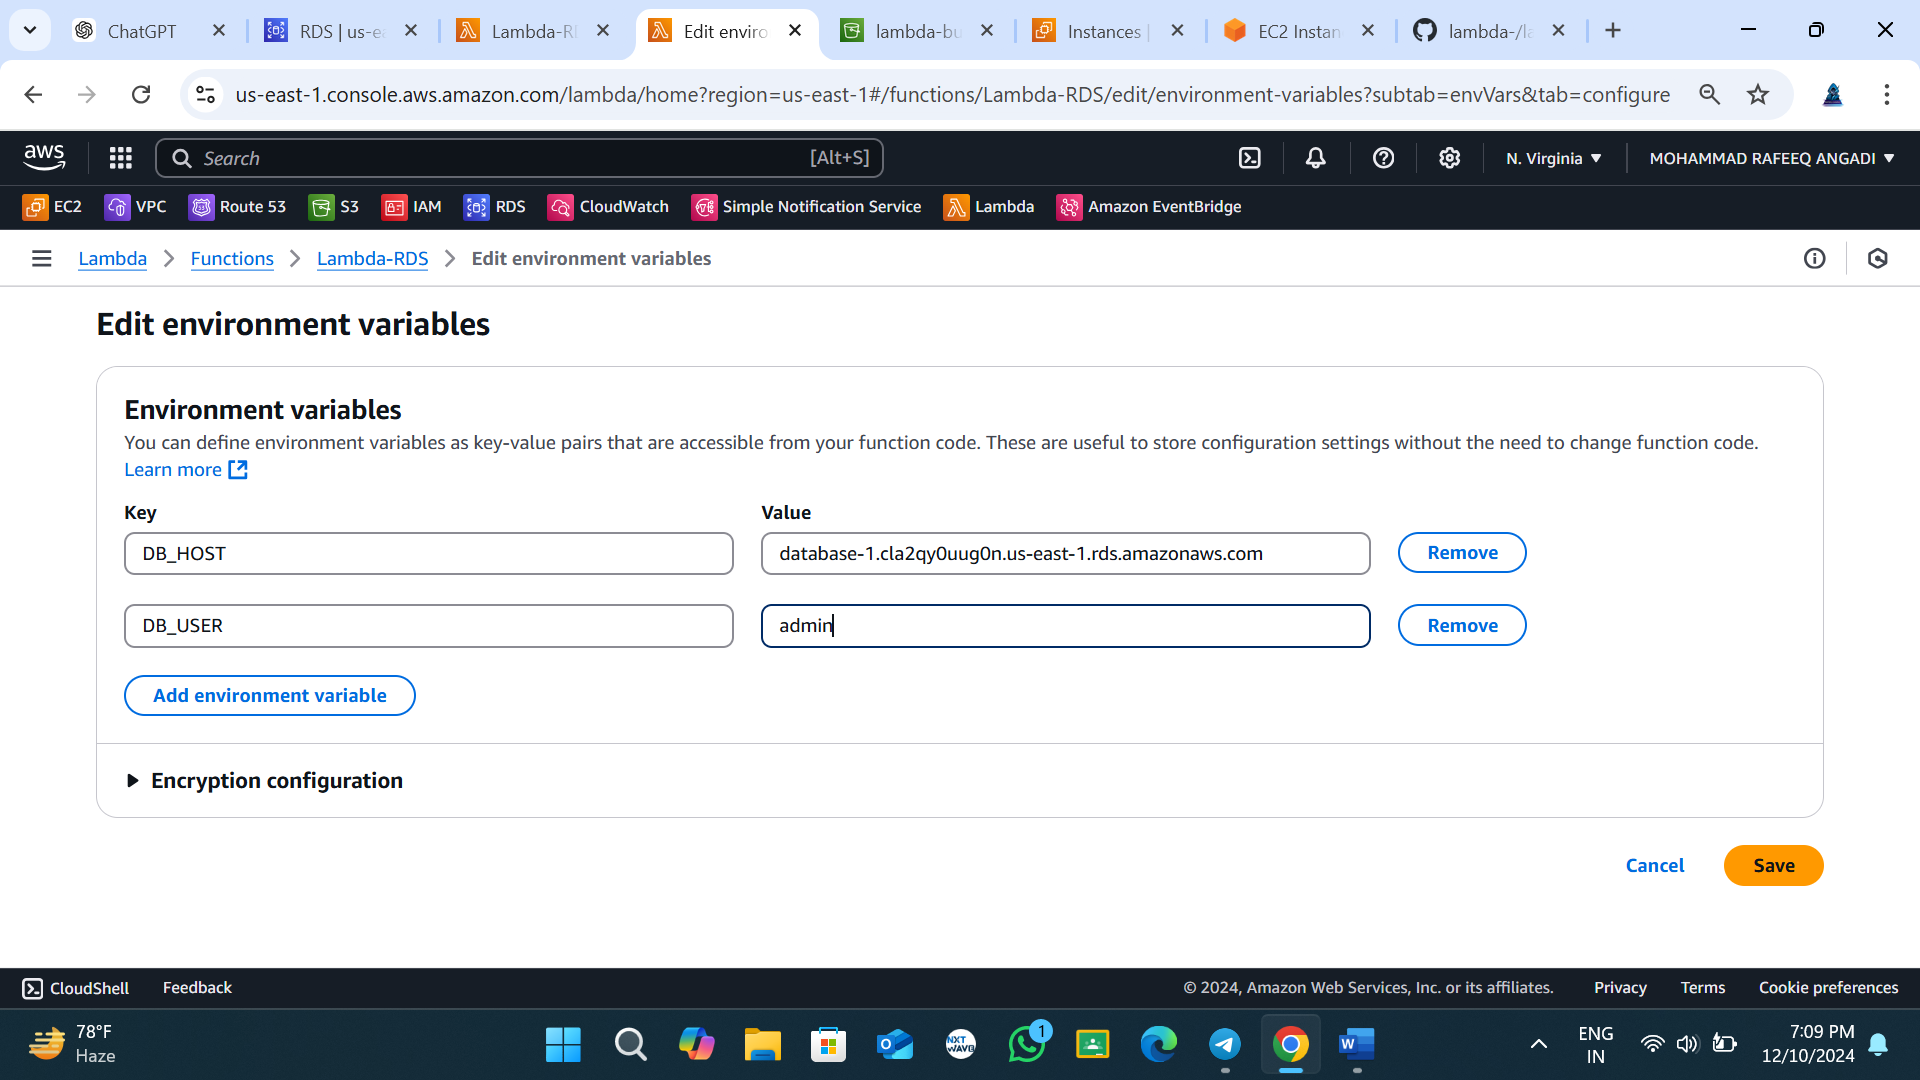 ChatGPT
RDS | us-ea
Lambda-R
Edit enviro
lambda-bu
Instances |
EC2 Instan
lambda-/la
us-east-1.console.aws.amazon.com/lambda/home?region=us-east-1#/functions/Lambda-RDS/edit/environment-variables?subtab=envVars&tab=configure
aws
Search
[Alt+S]
N. Virginia
MOHAMMAD RAFEEQ ANGADI
EC2
VPC
Route 53
S3
IAM
RDS
CloudWatch
Simple Notification Service
Lambda
Amazon EventBridge
Lambda
Functions
Lambda-RDS
Edit environment variables
Edit environment variables
Environment variables
You can define environment variables as key-value pairs that are accessible from your function code. These are useful to store configuration settings without the need to change function code.
Learn more
Key
Value
DB_HOST
database-1.cla2qy0uug0n.us-east-1.rds.amazonaws.com
Remove
DB_USER
admin
Remove
Add environment variable
Encryption configuration
Cancel
Save
CloudShell
Feedback
© 2024, Amazon Web Services, Inc. or its affiliates.
Privacy
Terms
Cookie preferences
78°F
Haze
NXT
WAVE
1
ENG
IN
7:09 PM
12/10/2024